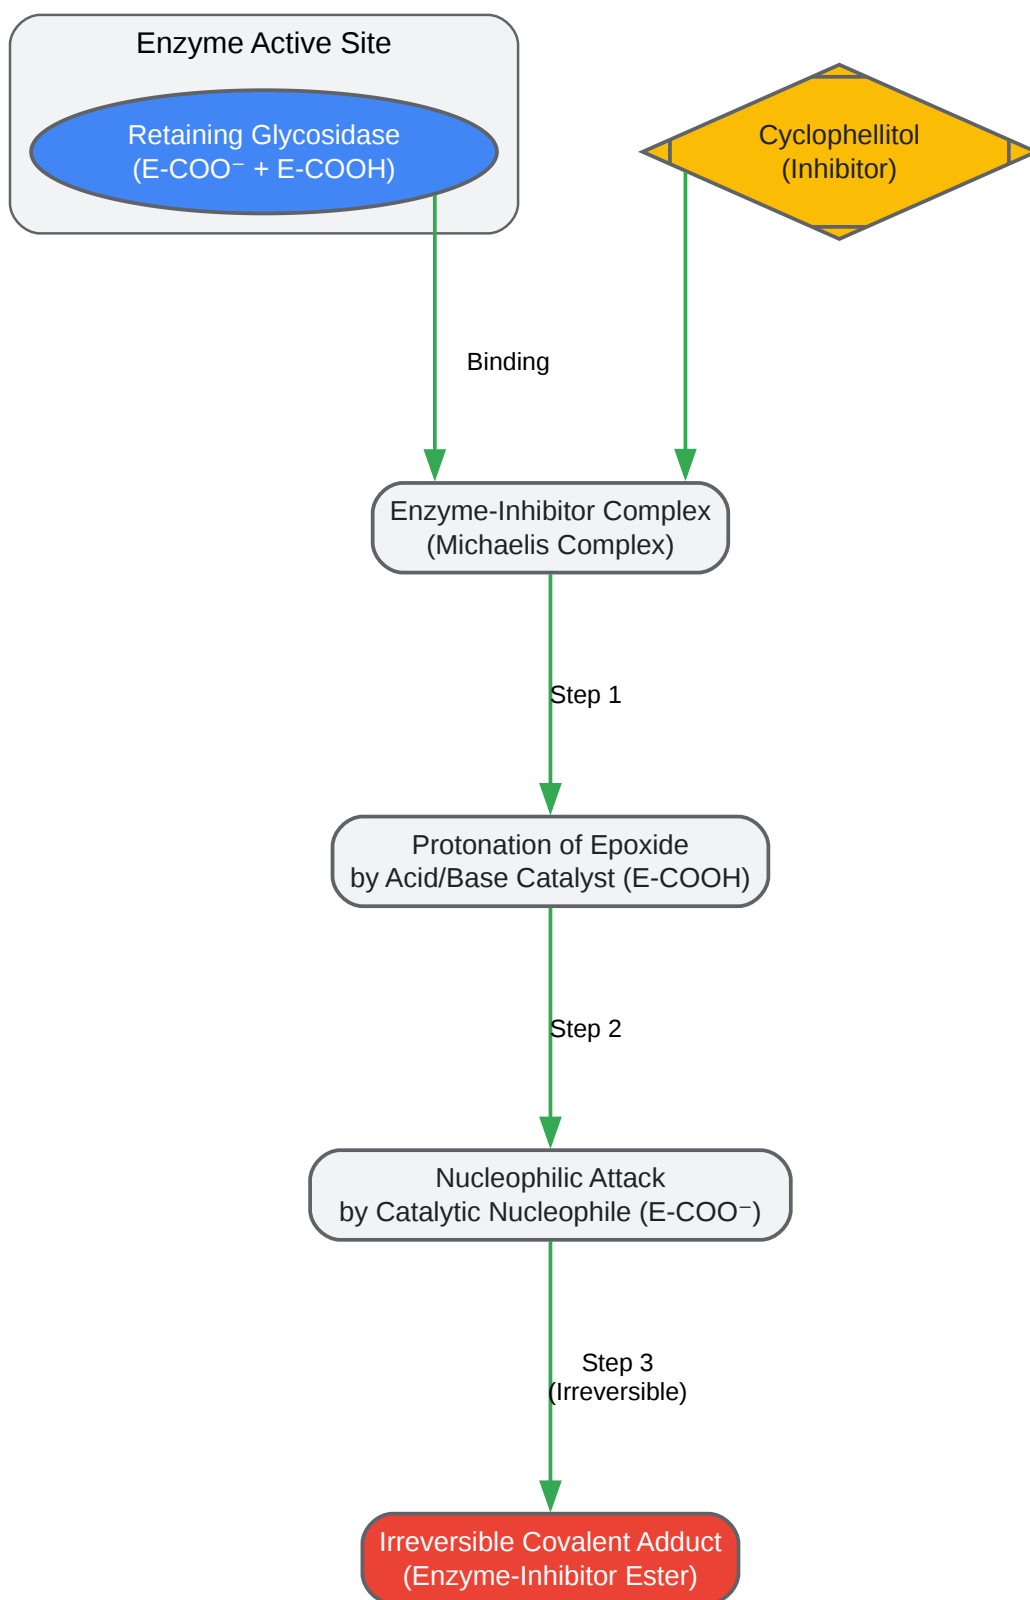 Enzyme Active Site
Retaining Glycosidase
(E-COO⁻ + E-COOH)
Cyclophellitol
(Inhibitor)
Binding
Enzyme-Inhibitor Complex
(Michaelis Complex)
Step 1
Protonation of Epoxide
by Acid/Base Catalyst (E-COOH)
Step 2
Nucleophilic Attack
by Catalytic Nucleophile (E-COO⁻)
Step 3
(Irreversible)
Irreversible Covalent Adduct
(Enzyme-Inhibitor Ester)